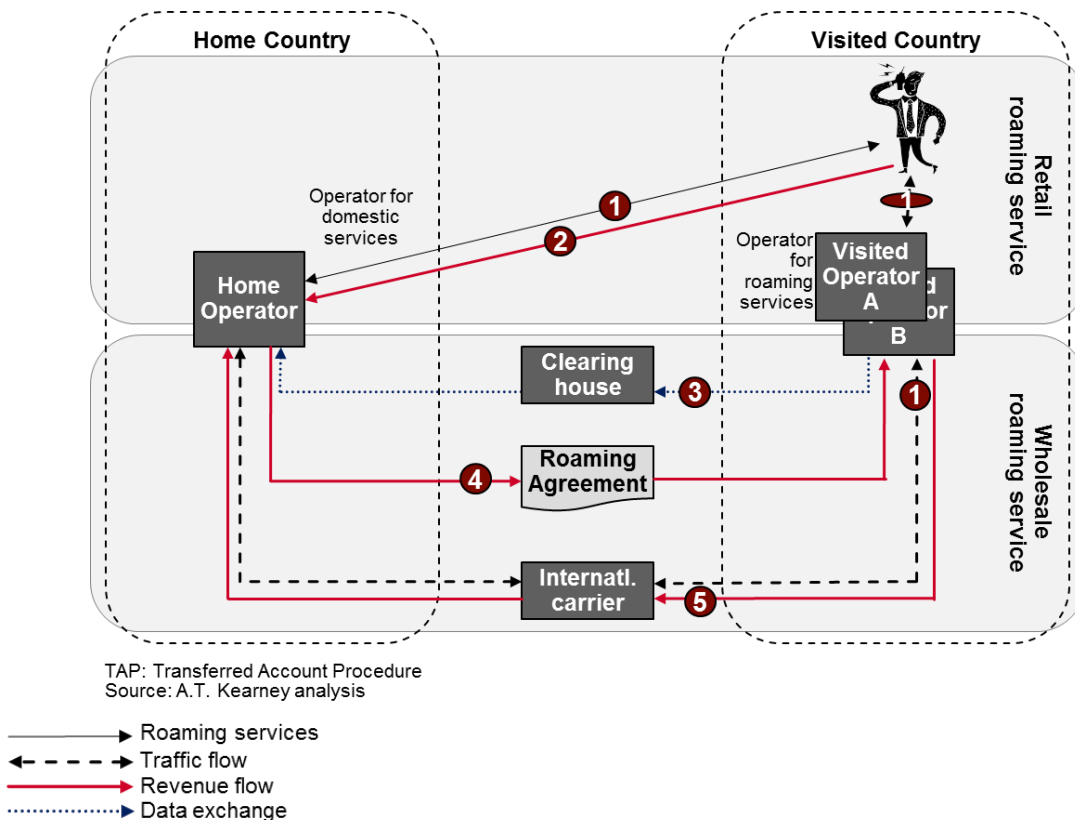 Home Country
Visited Country
Retail
roaming service
Operator for
domestic
services
1
2
1
Operator
for
roaming
services
Home
Operator
Visited
Operator
A
B
Clearing
house
3
1
Wholesale
roaming service
4
Roaming
Agreement
Internatl.
carrier
5
TAP: Transferred Account Procedure
Source: A.T. Kearney analysis
Roaming services
Traffic flow
Revenue flow
Data exchange